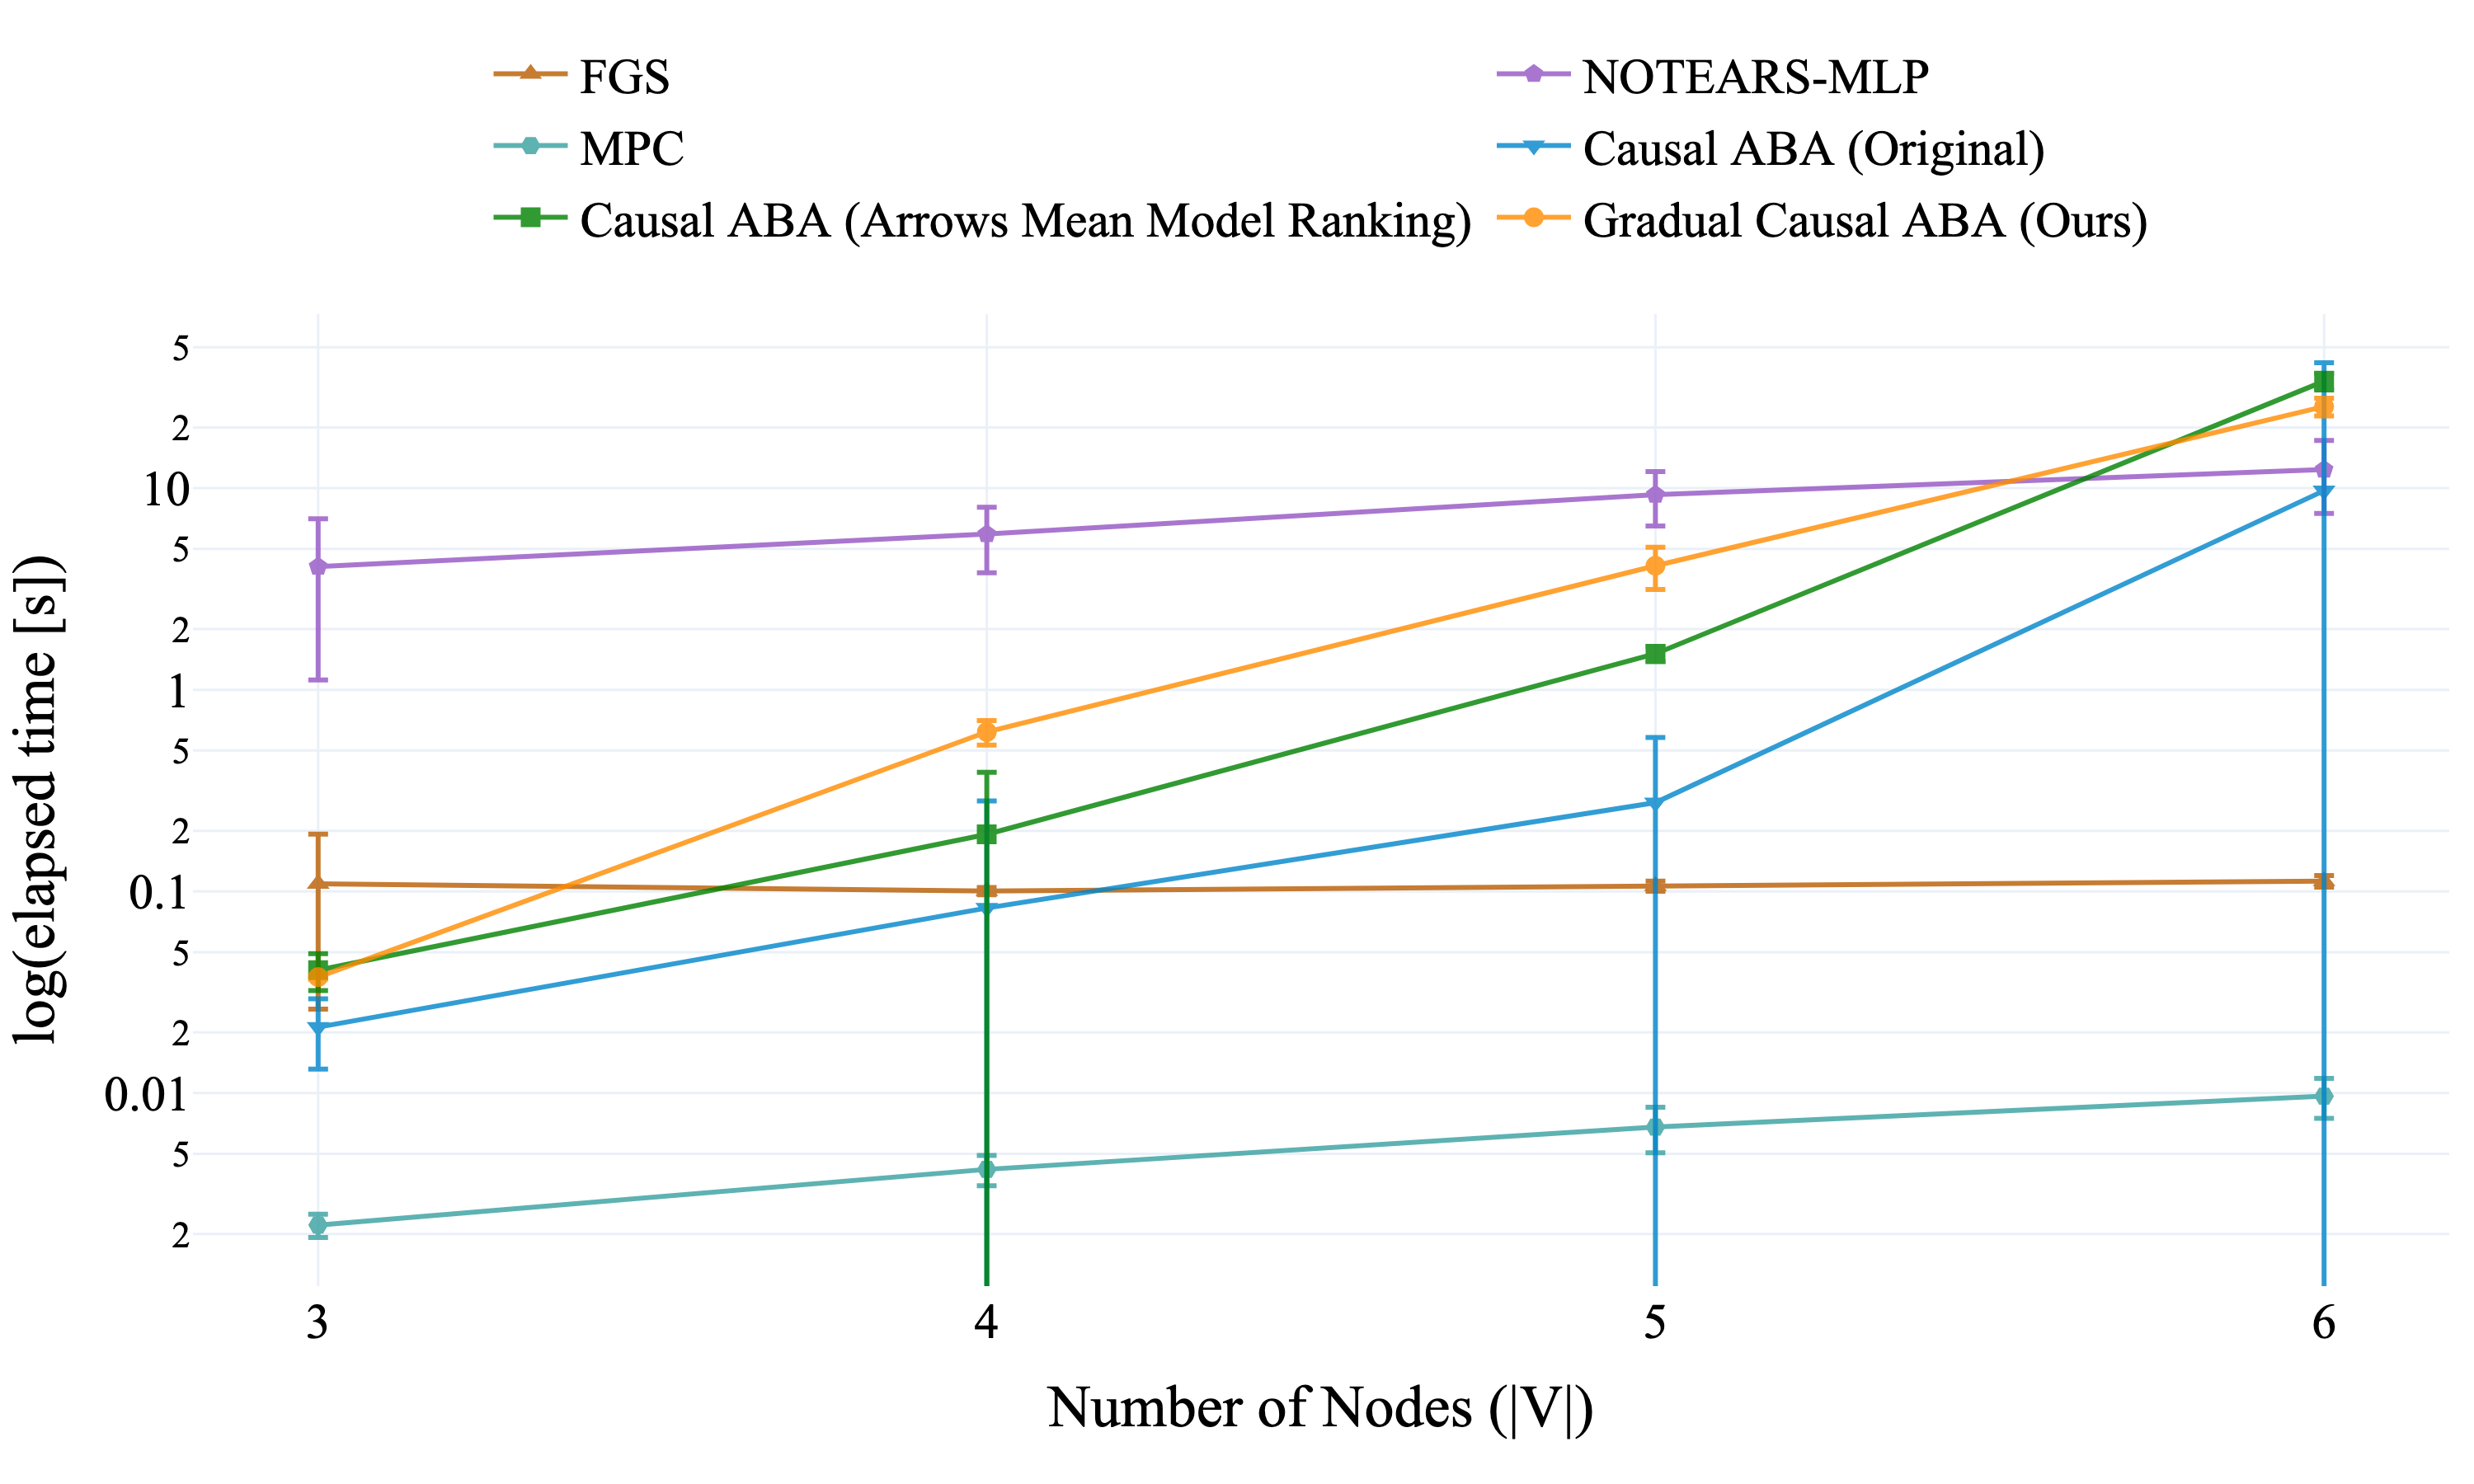 FGS
NOTEARS-MLP
MPC
Causal ABA (Original)
Causal ABA (Arrows Mean Model Ranking)
Gradual Causal ABA (Ours)
5
2
10
5
2
1
5
2
0.1
5
2
0.01
5
2
log(elapsed time [s])
3
4
5
6
Number of Nodes (|V|)